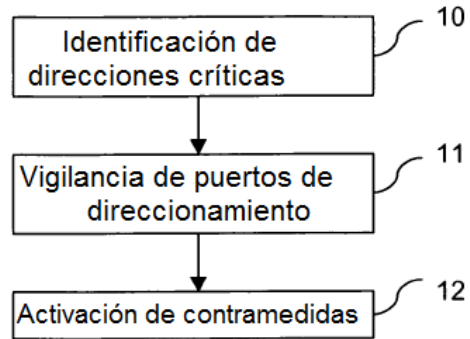 10
Identificación de
direcciones críticas
11
Vigilancia de puertos de
direccionamiento
12
Activación de contramedidas